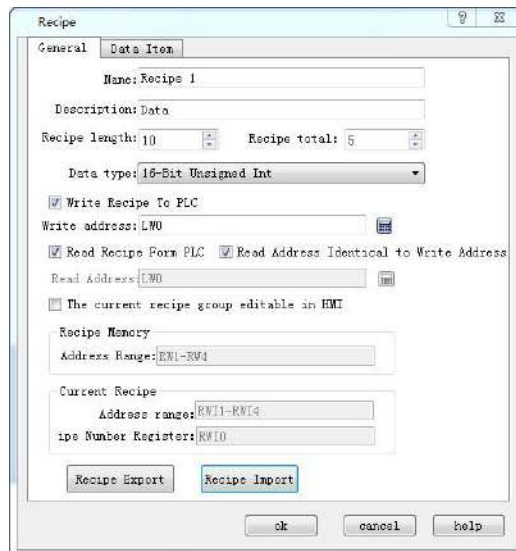 Recipe
General Data Item
Name: Recipe 1
Description: Data
Recipe length: 10 Recipe total: 5
Data type: 16-Bit Unsigned Int
Write Recipe To PLC
Write address: LW0
Read Recipe Form PLC Read Address Identical to Write Address
Read Address: LW0
The current recipe group editable in HMI
Recipe Memory
Address Range: RW1-RW4
Current Recipe
Address range: RWI1-RWI4
ipe Number Register: RWI0
Recipe Export Recipe Import
ok cancel help